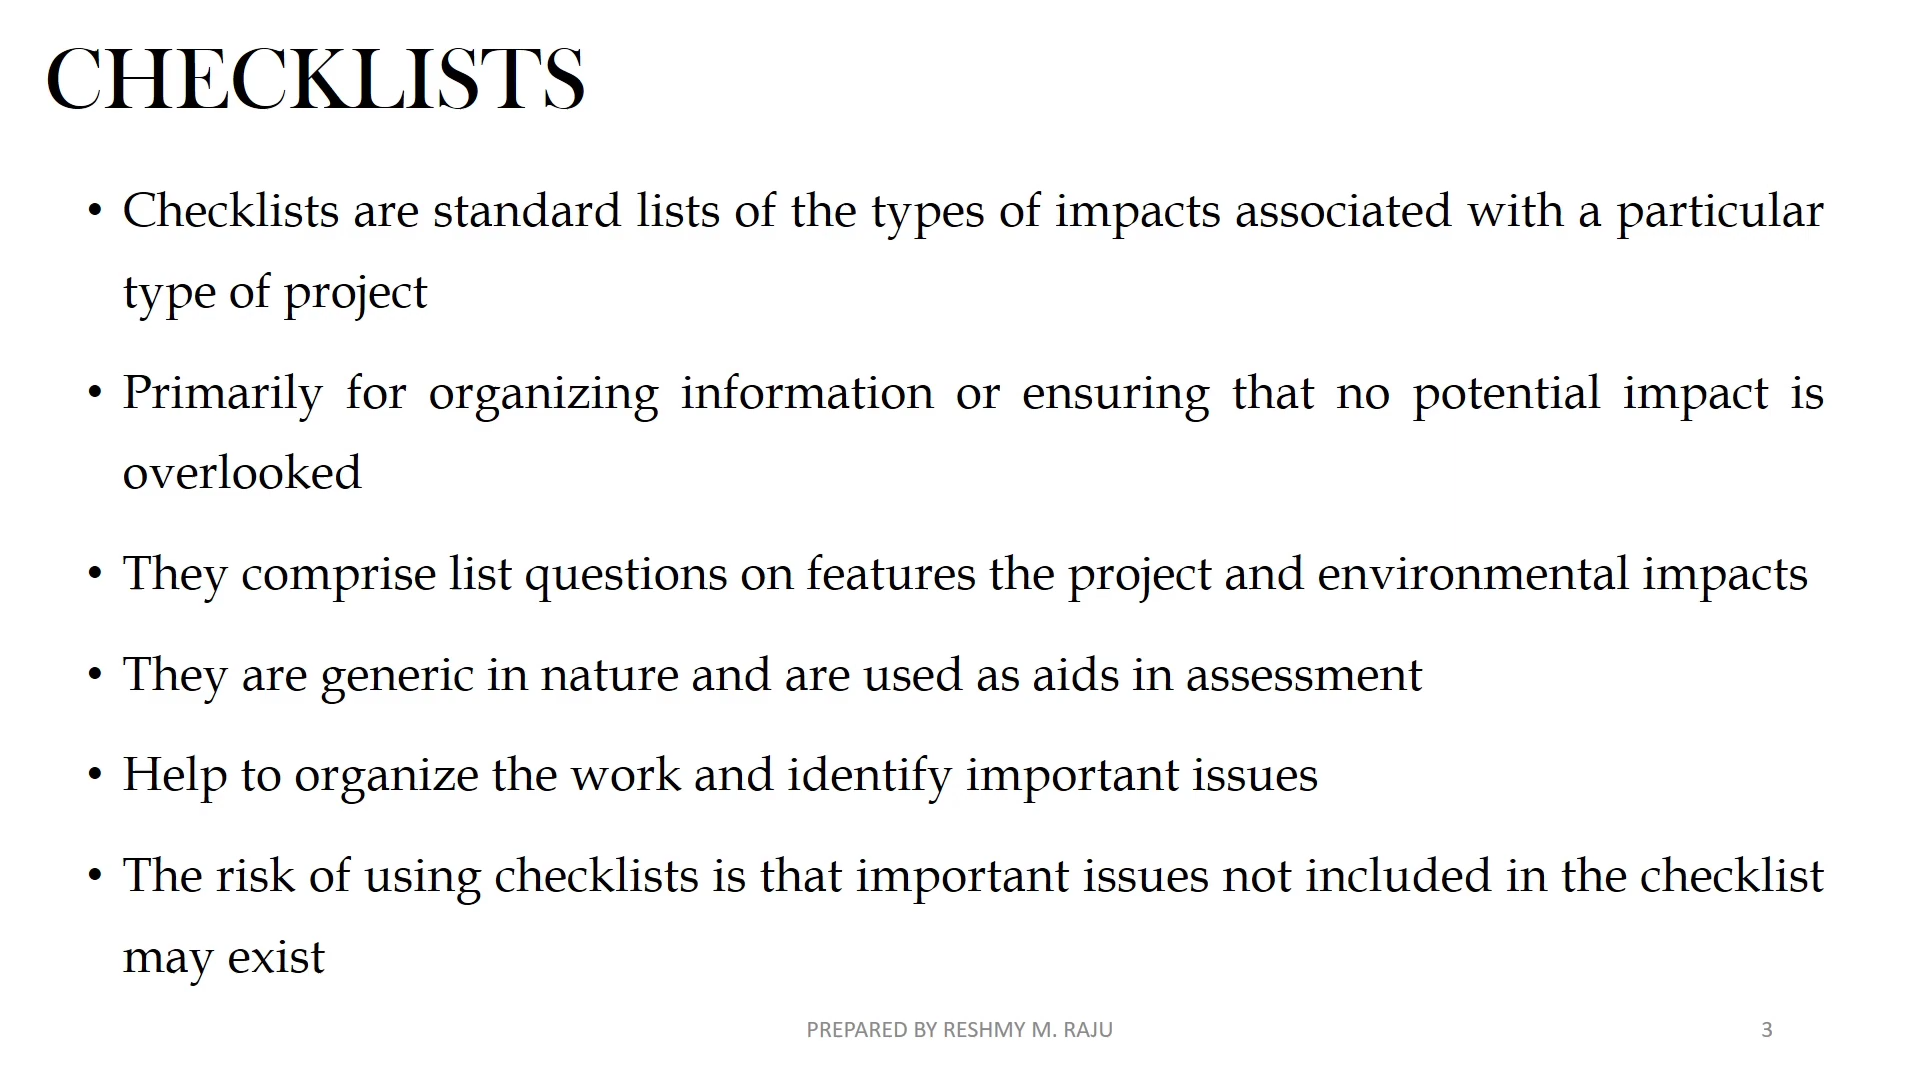 CHECKLISTS
• Checklists are standard lists of the types of impacts associated with a particular
type of project
• Primarily for organizing information or ensuring that no potential impact is
overlooked
• They comprise list questions on features the project and environmental impacts
• They are generic in nature and are used as aids in assessment
• Help to organize the work and identify important issues
• The risk of using checklists is that important issues not included in the checklist
may exist
PREPARED BY RESHMY M. RAJU
3